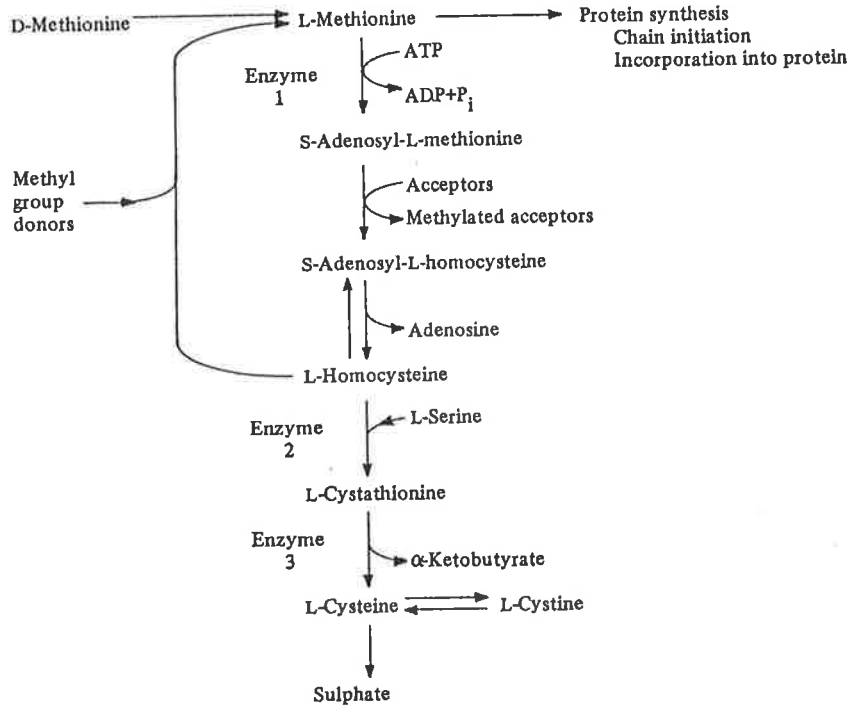 D-Methionine
L-Methionine
Protein synthesis
Chain initiation
Incorporation into protein
Enzyme
1
ATP
ADP+Pi
S-Adenosyl-L-methionine
Methyl
group
donors
Acceptors
Methylated acceptors
S-Adenosyl-L-homocysteine
Adenosine
L-Homocysteine
Enzyme
2
L-Serine
L-Cystathionine
Enzyme
3
α-Ketobutyrate
L-Cysteine
L-Cystine
Sulphate